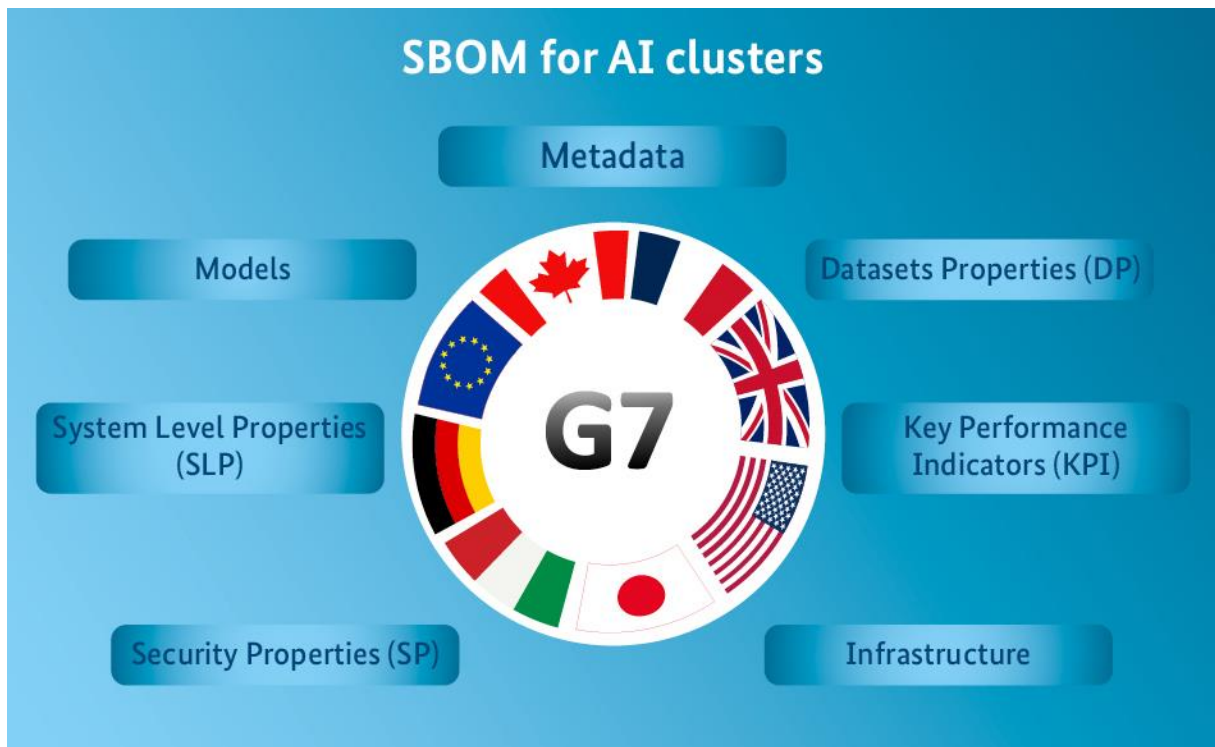 SBOM for AI clusters
Metadata
Models
Datasets Properties (DP)
System Level Properties
(SLP)
G7
Key Performance
Indicators (KPI)
Security Properties (SP)
Infrastructure